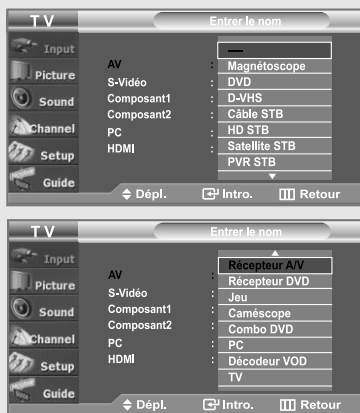 TV Entrer le nom
Input
Picture
Sound
Channel
Setup
Guide
AV :
S-Vidéo :
Composant1 :
Composant2 :
PC :
HDMI :
—
Magnétoscope
DVD
D-VHS
Câble STB
HD STB
Satellite STB
PVR STB
Dépl. Intro. Retour
TV Entrer le nom
Input
Picture
Sound
Channel
Setup
Guide
AV :
S-Vidéo :
Composant1 :
Composant2 :
PC :
HDMI :
Récepteur A/V
Récepteur DVD
Jeu
Caméscope
Combo DVD
PC
Décodeur VOD
TV
Dépl. Intro. Retour